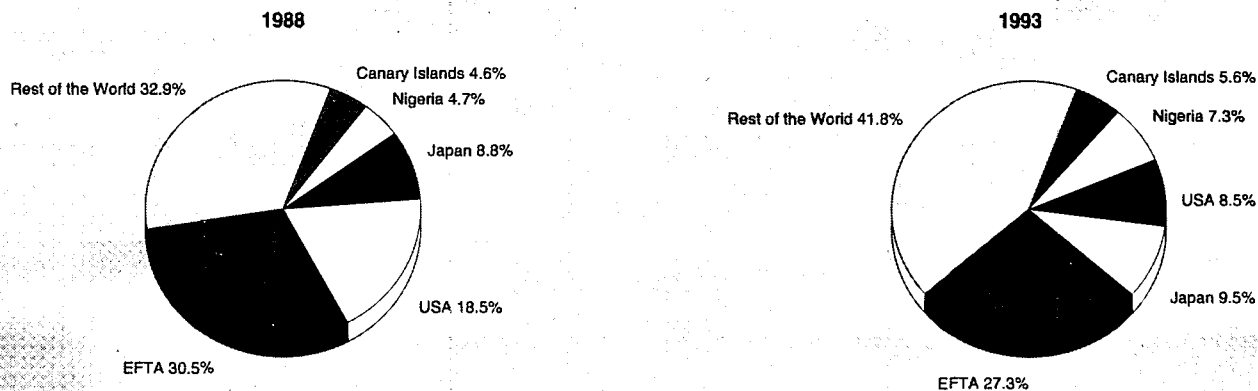 1988
Canary Islands 4.6%
Rest of the World 32.9%
Nigeria 4.7%
Japan 8.8%
USA 18.5%
EFTA 30.5%
1993
Canary Islands 5.6%
Rest of the World 41.8%
Nigeria 7.3%
USA 8.5%
Japan 9.5%
EFTA 27.3%